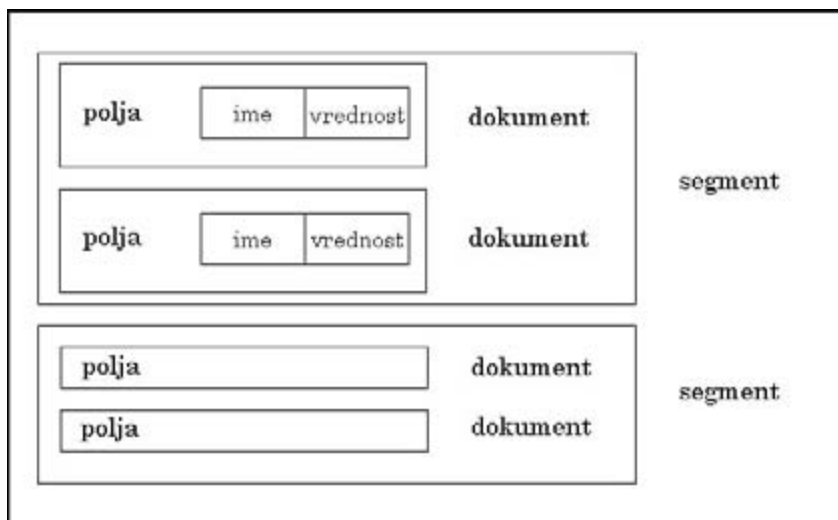 polja ime vrednost dokument
segment
polja ime vrednost dokument
polja dokument
segment
polja dokument